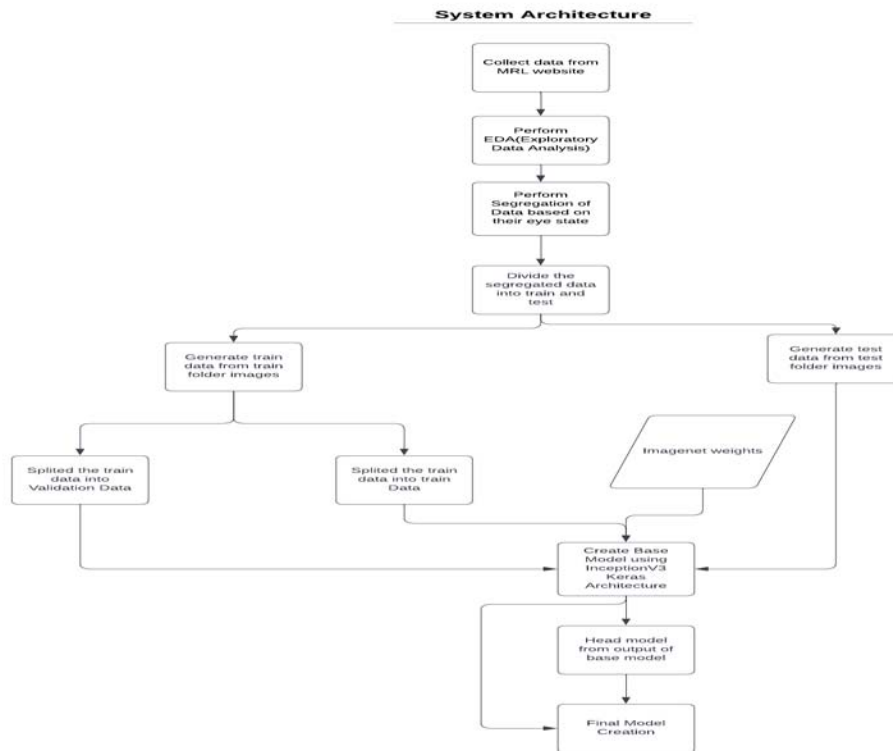 System Architecture
Collect data from
MRL website
Perform
EDA(Exploratory
Data Analysis)
Perform
Segregation of
Data based on
their eye state
Divide the
segregated data
into train and
test
Generate train
data from train
folder images
Generate test
data from test
folder images
Imagenet weights
Splited the train
data into
Validation Data
Splited the train
data into train
Data
Create Base
Model using
InceptionV3
Keras
Architecture
Head model
from output of
base model
Final Model
Creation